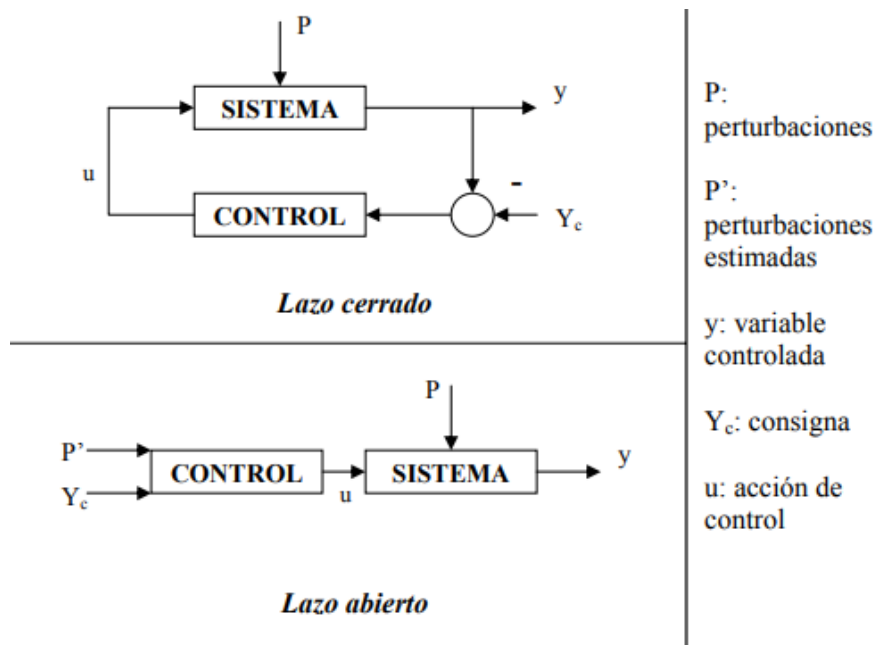 P
SISTEMA
y
u
-
CONTROL
Yc
Lazo cerrado
P
P’
CONTROL
SISTEMA
y
Yc
u
Lazo abierto
P:
perturbaciones
P’:
perturbaciones
estimadas
y: variable
controlada
Yc: consigna
u: acción de
control